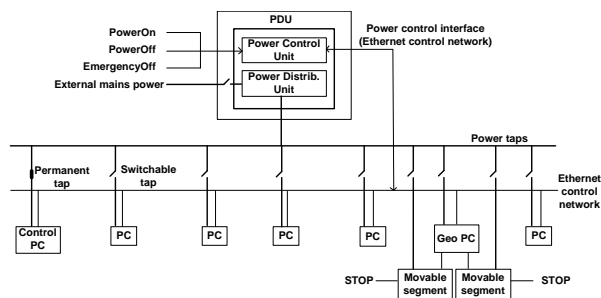 PDU
PowerOn
PowerOff
EmergencyOff
External mains power
Power Control
Unit
Power Distrib.
Unit
Power control interface
(Ethernet control network)
Power taps
Permanent
tap
Switchable
tap
Ethernet
control
network
Control
PC
PC
PC
PC
PC
Geo PC
PC
STOP
Movable
segment
Movable
segment
STOP